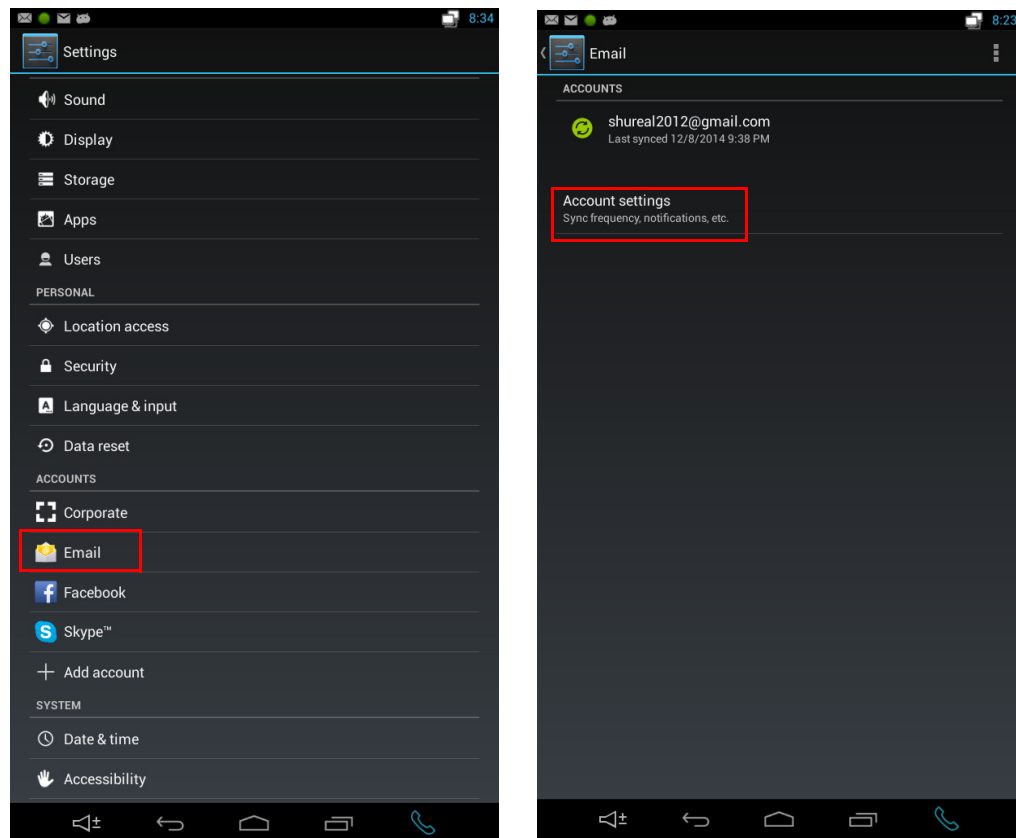 8:34
Settings
Sound
Display
Storage
Apps
Users
PERSONAL
Location access
Security
Language & input
Data reset
ACCOUNTS
Corporate
Email
Facebook
Skype™
Add account
SYSTEM
Date & time
Accessibility
8:23
Email
ACCOUNTS
shureal2012@gmail.com
Last synced 12/8/2014 9:38 PM
Account settings
Sync frequency, notifications, etc.